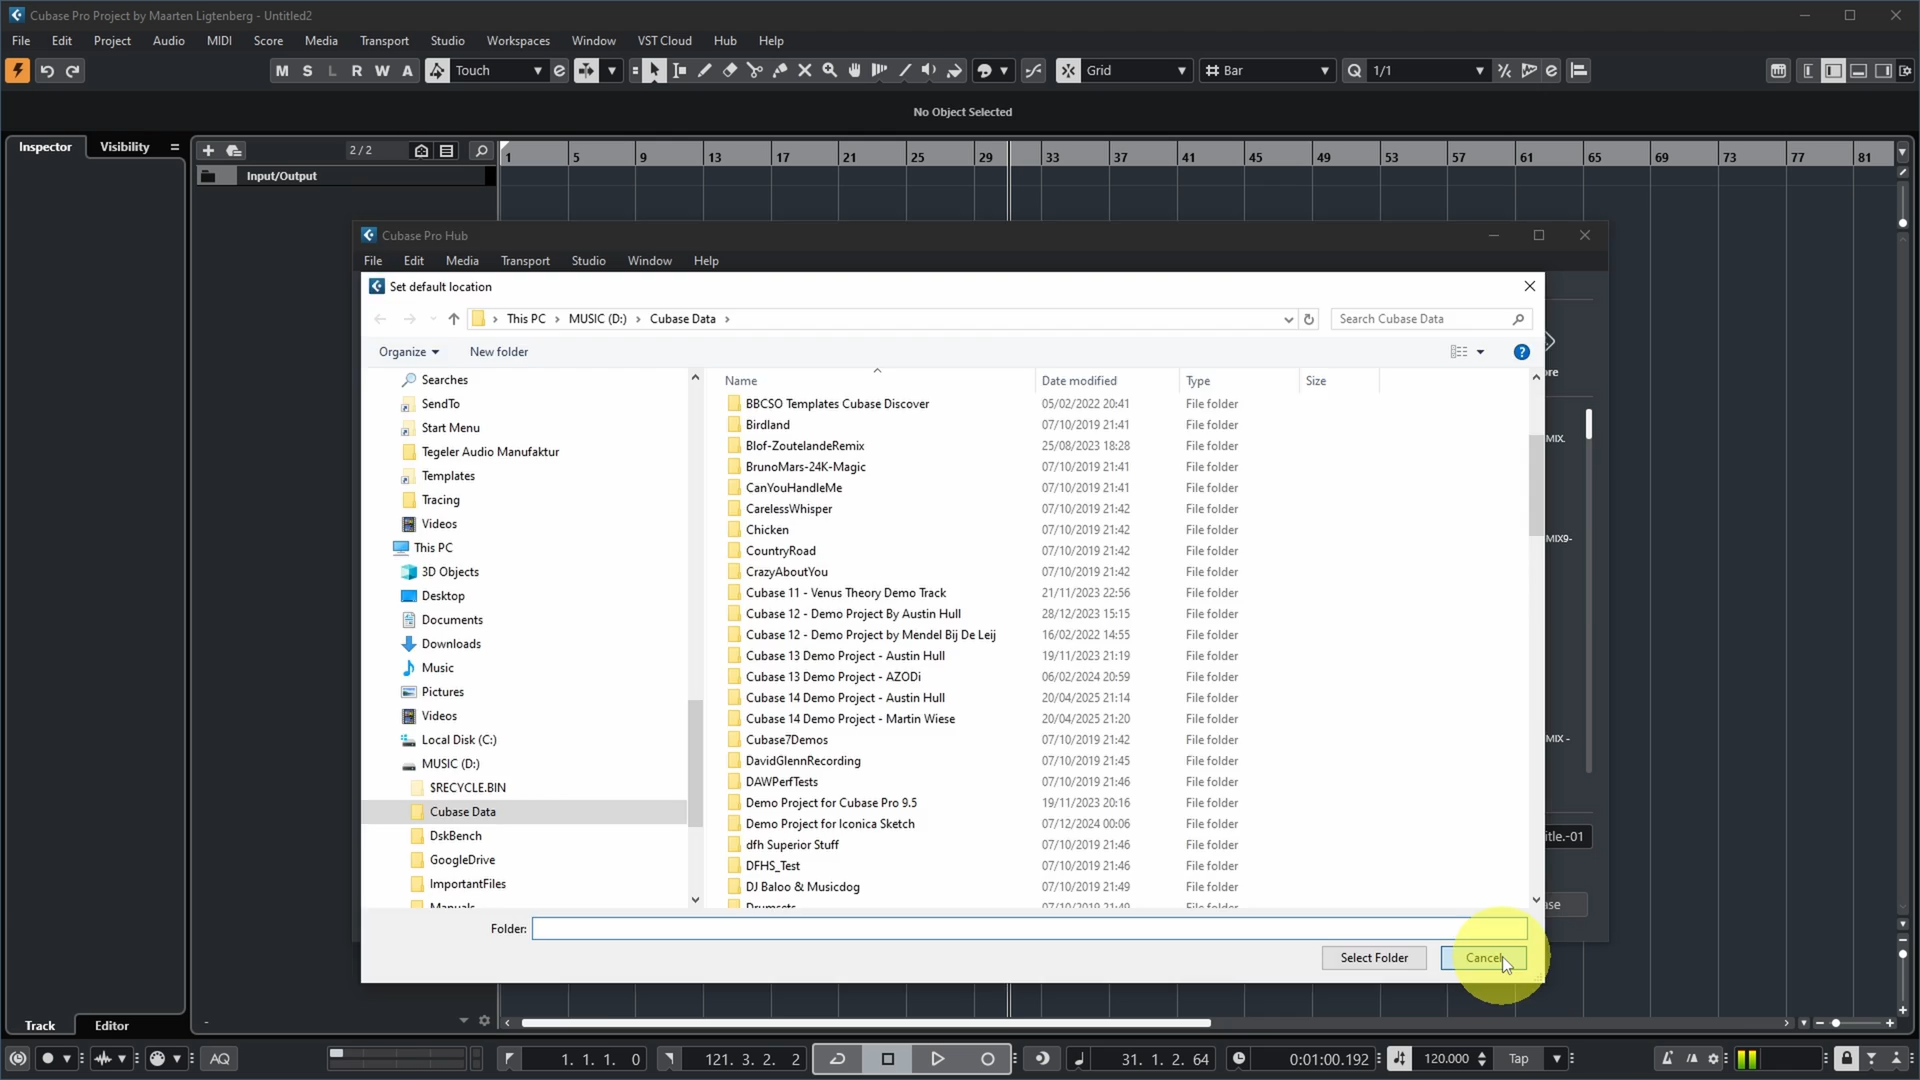 Cubase Pro Project by Maarten Ligtenberg - Untitled2
File Edit Project Audio MIDI Score Media Transport Studio Workspaces Window VST Cloud Hub Help
M S L R W A Touch e Grid Bar Q 1/1 e
No Object Selected
Inspector Visibility 2/2 1 5 9 13 17 21 25 29 33 37 41 45 49 53 57 61 65 69 73 77 81
Input/Output
Cubase Pro Hub
File Edit Media Transport Studio Window Help
Set default location
This PC > MUSIC (D:) > Cubase Data >
Search Cubase Data
Organize New folder
Searches
SendTo
Start Menu
Tegeler Audio Manufaktur
Templates
Tracing
Videos
This PC
3D Objects
Desktop
Documents
Downloads
Music
Pictures
Videos
Local Disk (C:)
MUSIC (D:)
$RECYCLE.BIN
Cubase Data
DskBench
GoogleDrive
ImportantFiles
Manuals
Name Date modified Type Size
BBCSO Templates Cubase Discover 05/02/2022 20:41 File folder
Birdland 07/10/2019 21:41 File folder
Blof-ZoutelandeRemix 25/08/2023 18:28 File folder
BrunoMars-24K-Magic 07/10/2019 21:41 File folder
CanYouHandleMe 07/10/2019 21:41 File folder
CarelessWhisper 07/10/2019 21:42 File folder
Chicken 07/10/2019 21:42 File folder
CountryRoad 07/10/2019 21:42 File folder
CrazyAboutYou 07/10/2019 21:42 File folder
Cubase 11 - Venus Theory Demo Track 21/11/2023 22:56 File folder
Cubase 12 - Demo Project By Austin Hull 28/12/2023 15:15 File folder
Cubase 12 - Demo Project by Mendel Bij De Leij 16/02/2022 14:55 File folder
Cubase 13 Demo Project - Austin Hull 19/11/2023 21:19 File folder
Cubase 13 Demo Project - AZODi 06/02/2024 20:59 File folder
Cubase 14 Demo Project - Austin Hull 20/04/2025 21:14 File folder
Cubase 14 Demo Project - Martin Wiese 20/04/2025 21:20 File folder
Cubase7Demos 07/10/2019 21:42 File folder
DavidGlennRecording 07/10/2019 21:45 File folder
DAWPerfTests 07/10/2019 21:46 File folder
Demo Project for Cubase Pro 9.5 19/11/2023 20:16 File folder
Demo Project for Iconica Sketch 07/12/2024 00:06 File folder
dfh Superior Stuff 07/10/2019 21:46 File folder
DFHS_Test 07/10/2019 21:46 File folder
DJ Baloo & Musicdog 07/10/2019 21:49 File folder
Drumsets 07/10/2019 21:49 File folder
ore
MIX.
MIX9-
MIX -
itle.-01
ase
Folder:
Select Folder Cancel
Track Editor -
AQ 1. 1. 1. 0 121. 3. 2. 2 31. 1. 2. 64 0:01:00.192 120.000 Tap